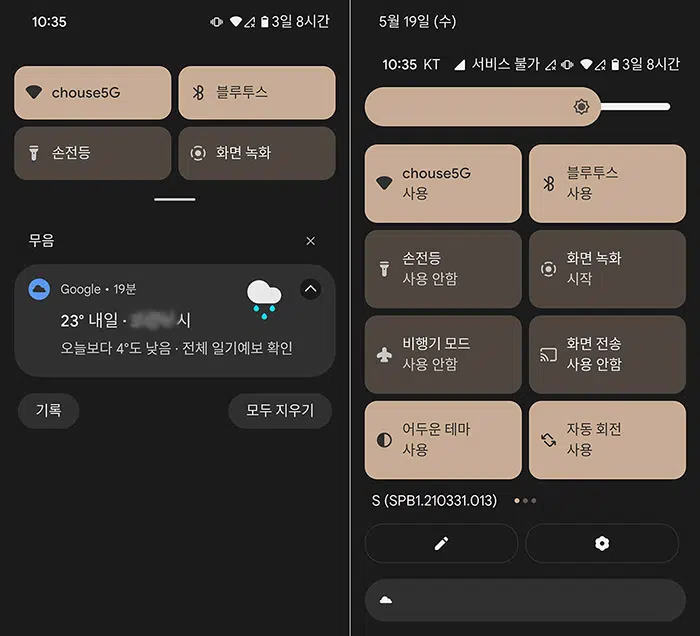 10:35
3일 8시간
chouse5G
블루투스
손전등
화면 녹화
무음
Google • 19분
23° 내일 · 시
오늘보다 4°도 낮음 · 전체 일기예보 확인
기록
모두 지우기
5월 19일 (수)
10:35 KT 서비스 불가 3일 8시간
chouse5G
사용
블루투스
사용
손전등
사용 안함
화면 녹화
시작
비행기 모드
사용 안함
화면 전송
사용 안함
어두운 테마
사용
자동 회전
사용
S (SPB1.210331.013)